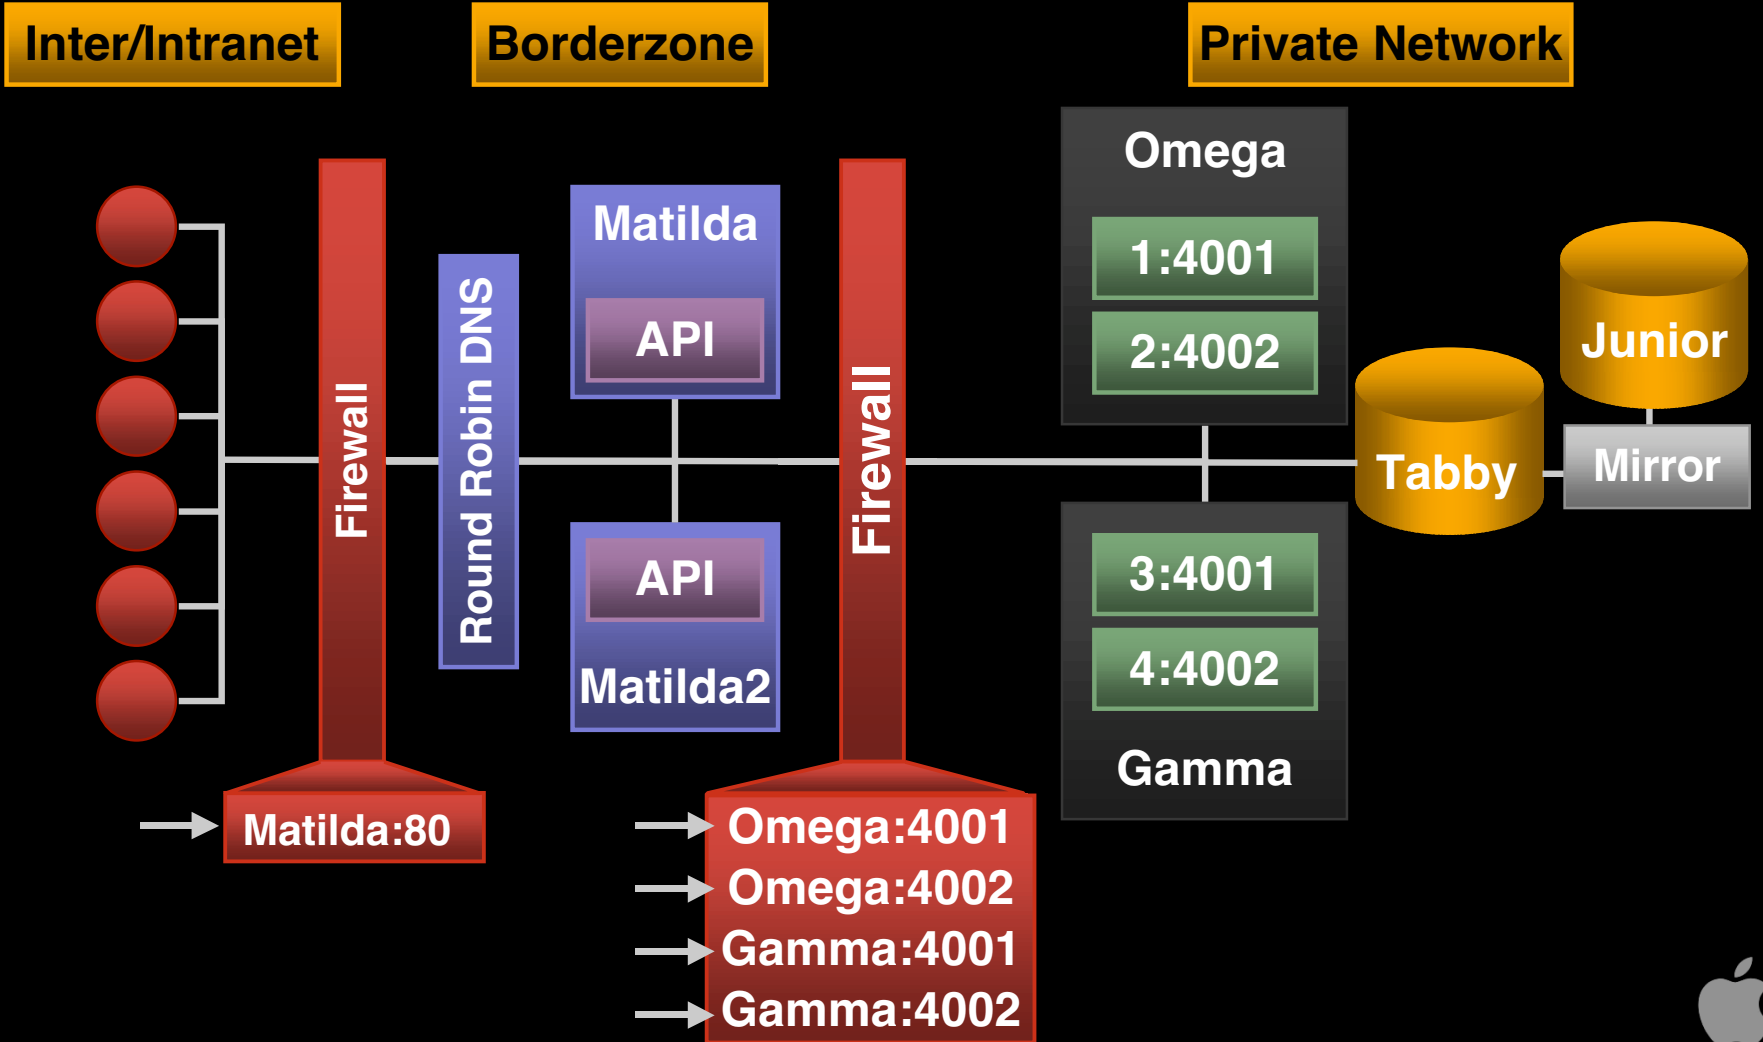 Inter/Intranet
Borderzone
Private Network
Firewall
Matilda:80
Round Robin DNS
Matilda
API
API
Matilda2
Firewall
Omega:4001
Omega:4002
Gamma:4001
Gamma:4002
Omega
1:4001
2:4002
3:4001
4:4002
Gamma
Tabby
Junior
Mirror